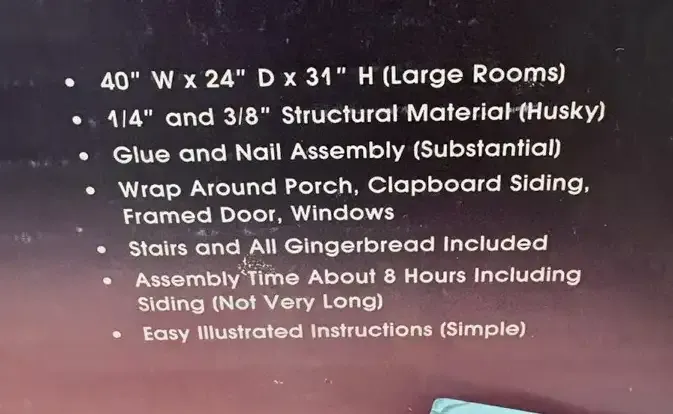 • 40" W x 24" D x 31" H (Large Rooms)
• 1/4" and 3/8" Structural Material (Husky)
• Glue and Nail Assembly (Substantial)
• Wrap Around Porch, Clapboard Siding,
Framed Door, Windows
• Stairs and All Gingerbread Included
• Assembly Time About 8 Hours Including
Siding (Not Very Long)
• Easy Illustrated Instructions (Simple)